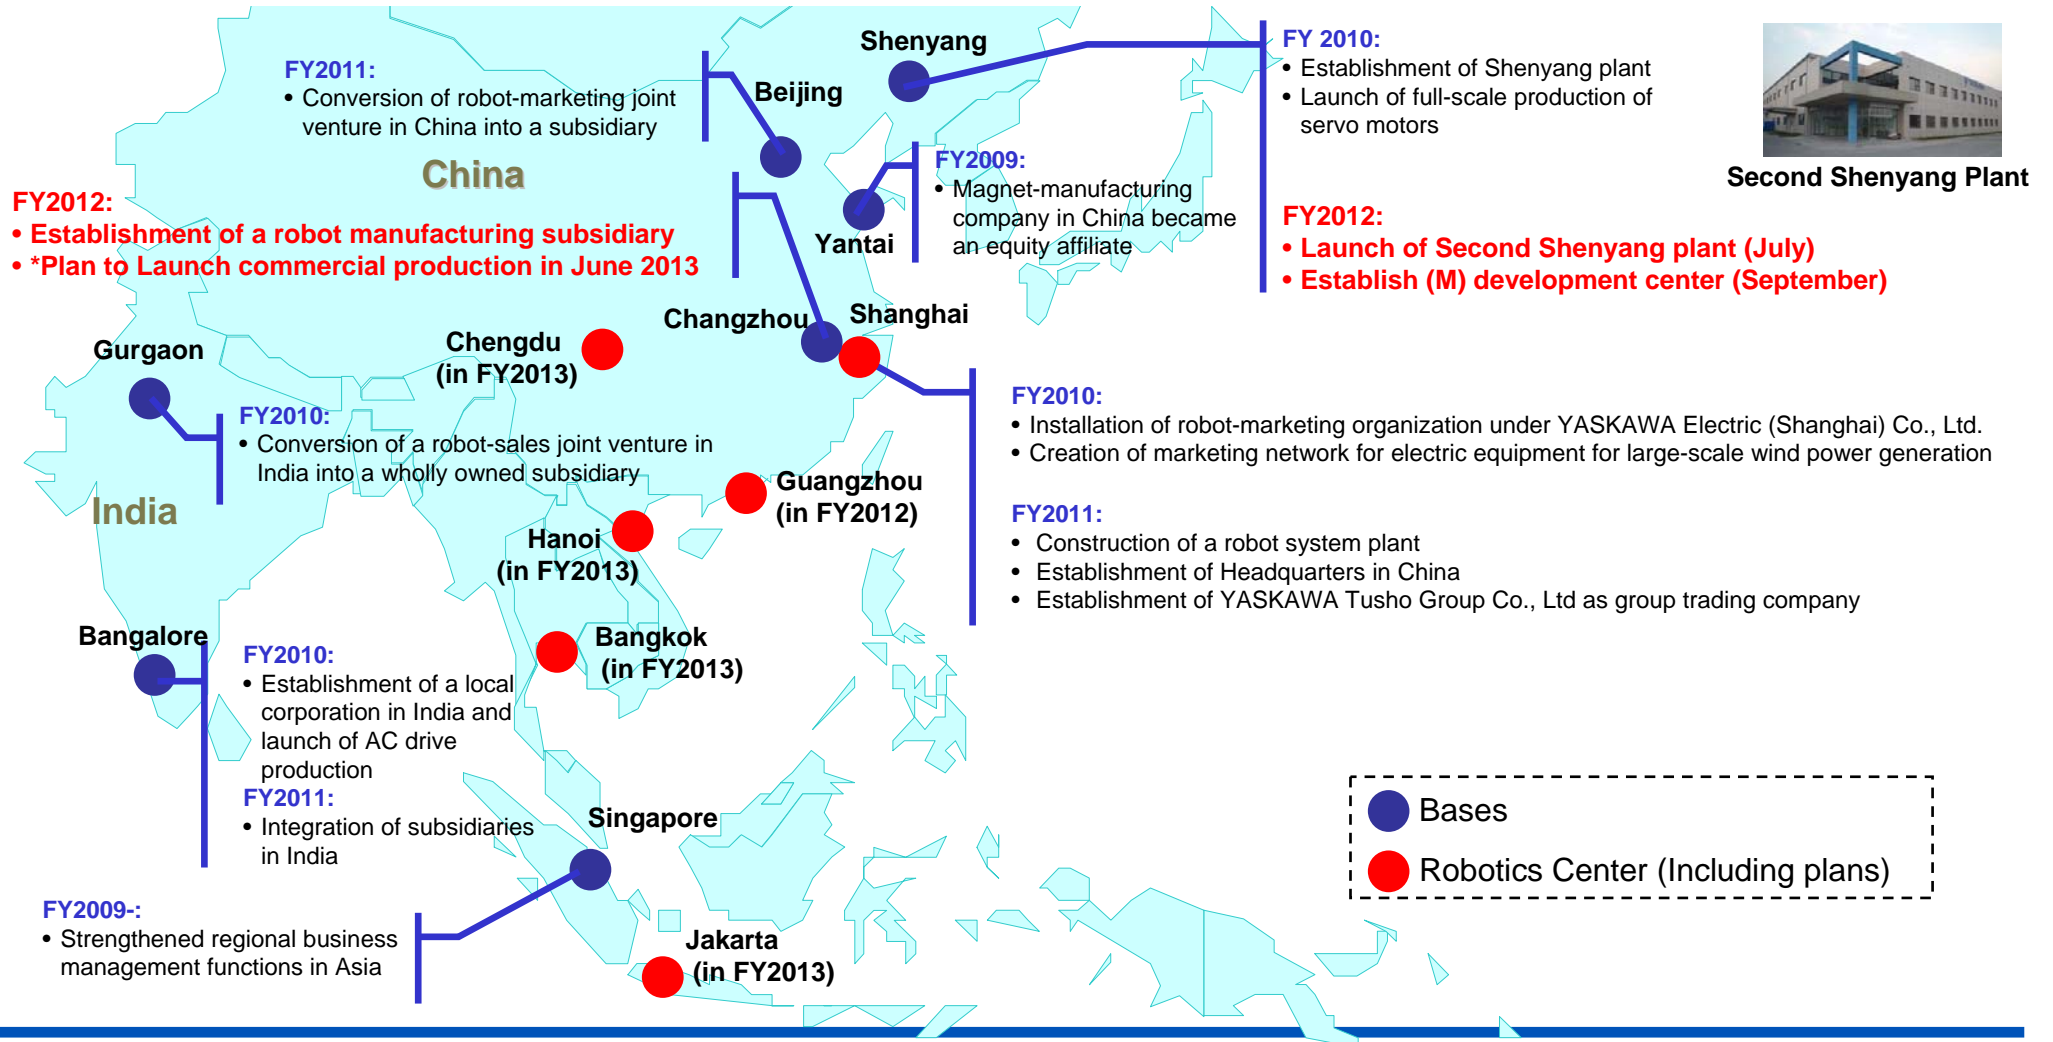 Shenyang
FY 2010:
• Establishment of Shenyang plant
• Launch of full-scale production of
servo motors
Second Shenyang Plant
FY2012:
• Launch of Second Shenyang plant (July)
• Establish (M) development center (September)
FY2011:
• Conversion of robot-marketing joint
venture in China into a subsidiary
Beijing
China
FY2009:
• Magnet-manufacturing
company in China became
an equity affiliate
Yantai
FY2012:
• Establishment of a robot manufacturing subsidiary
• *Plan to Launch commercial production in June 2013
Changzhou
Shanghai
Chengdu
(in FY2013)
Gurgaon
FY2010:
• Conversion of a robot-sales joint venture in
India into a wholly owned subsidiary
India
FY2010:
• Installation of robot-marketing organization under YASKAWA Electric (Shanghai) Co., Ltd.
• Creation of marketing network for electric equipment for large-scale wind power generation
FY2011:
• Construction of a robot system plant
• Establishment of Headquarters in China
• Establishment of YASKAWA Tusho Group Co., Ltd as group trading company
Guangzhou
(in FY2012)
Hanoi
(in FY2013)
Bangkok
(in FY2013)
Bangalore
FY2010:
• Establishment of a local
corporation in India and
launch of AC drive
production
FY2011:
• Integration of subsidiaries
in India
Singapore
FY2009-:
• Strengthened regional business
management functions in Asia
Jakarta
(in FY2013)
Bases
Robotics Center (Including plans)